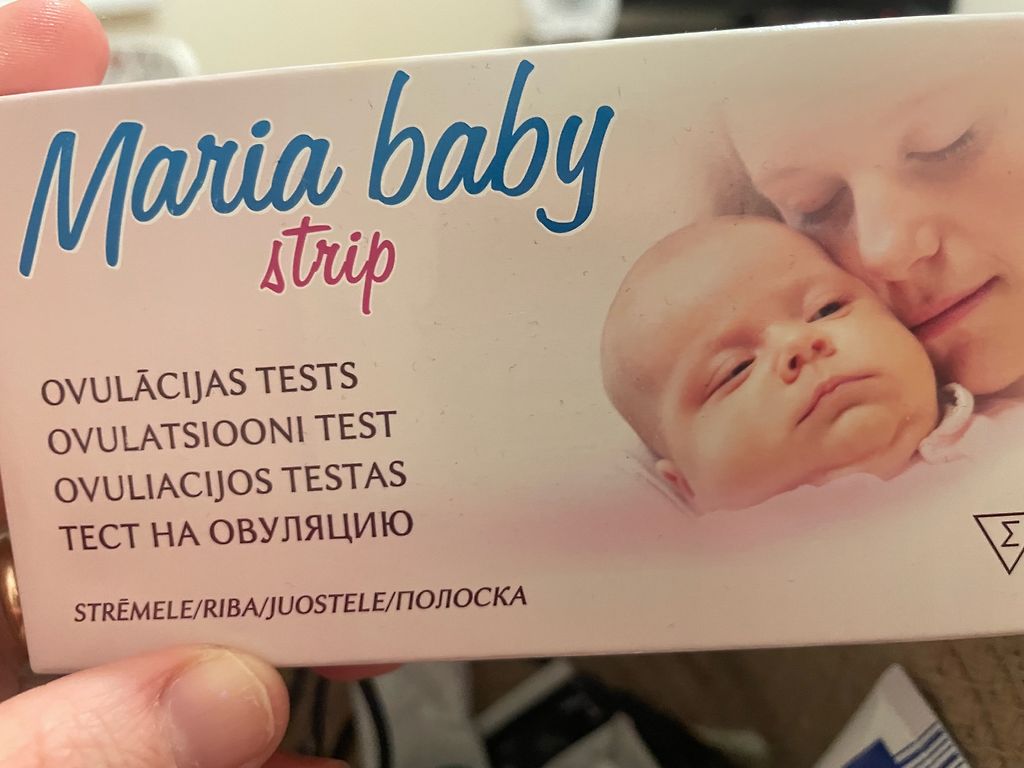 Maria baby
strip
OVULĀCIJAS TESTS
OVULATSIOONI TEST
OVULIACIJOS TESTAS
ТЕСТ НА ОВУЛЯЦИЮ
STRĒMELE/RIBA/JUOSTELE/ПОЛОСКА
Σ